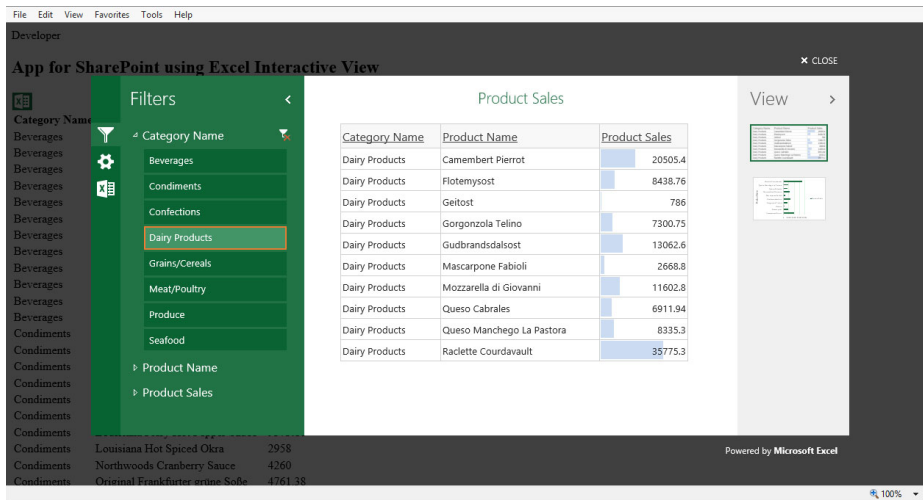 File Edit View Favorites Tools Help
Developer
App for SharePoint using Excel Interactive View
× CLOSE
Category Name
Beverages
Beverages
Beverages
Beverages
Beverages
Beverages
Beverages
Beverages
Beverages
Beverages
Beverages
Beverages
Condiments
Condiments
Condiments
Condiments
Condiments
Condiments
Condiments
Condiments Louisiana Hot Spiced Okra 2958
Condiments Northwoods Cranberry Sauce 4260
Condiments Original Frankfurter grüne Soße 4761.38
Filters
Category Name
Beverages
Condiments
Confections
Dairy Products
Grains/Cereals
Meat/Poultry
Produce
Seafood
Product Name
Product Sales
Product Sales
Category Name Product Name Product Sales
Dairy Products Camembert Pierrot 20505.4
Dairy Products Flotemysost 8438.76
Dairy Products Geitost 786
Dairy Products Gorgonzola Telino 7300.75
Dairy Products Gudbrandsdalsost 13062.6
Dairy Products Mascarpone Fabioli 2668.8
Dairy Products Mozzarella di Giovanni 11602.8
Dairy Products Queso Cabrales 6911.94
Dairy Products Queso Manchego La Pastora 8335.3
Dairy Products Raclette Courdavault 35775.3
View
Powered by Microsoft Excel
100%